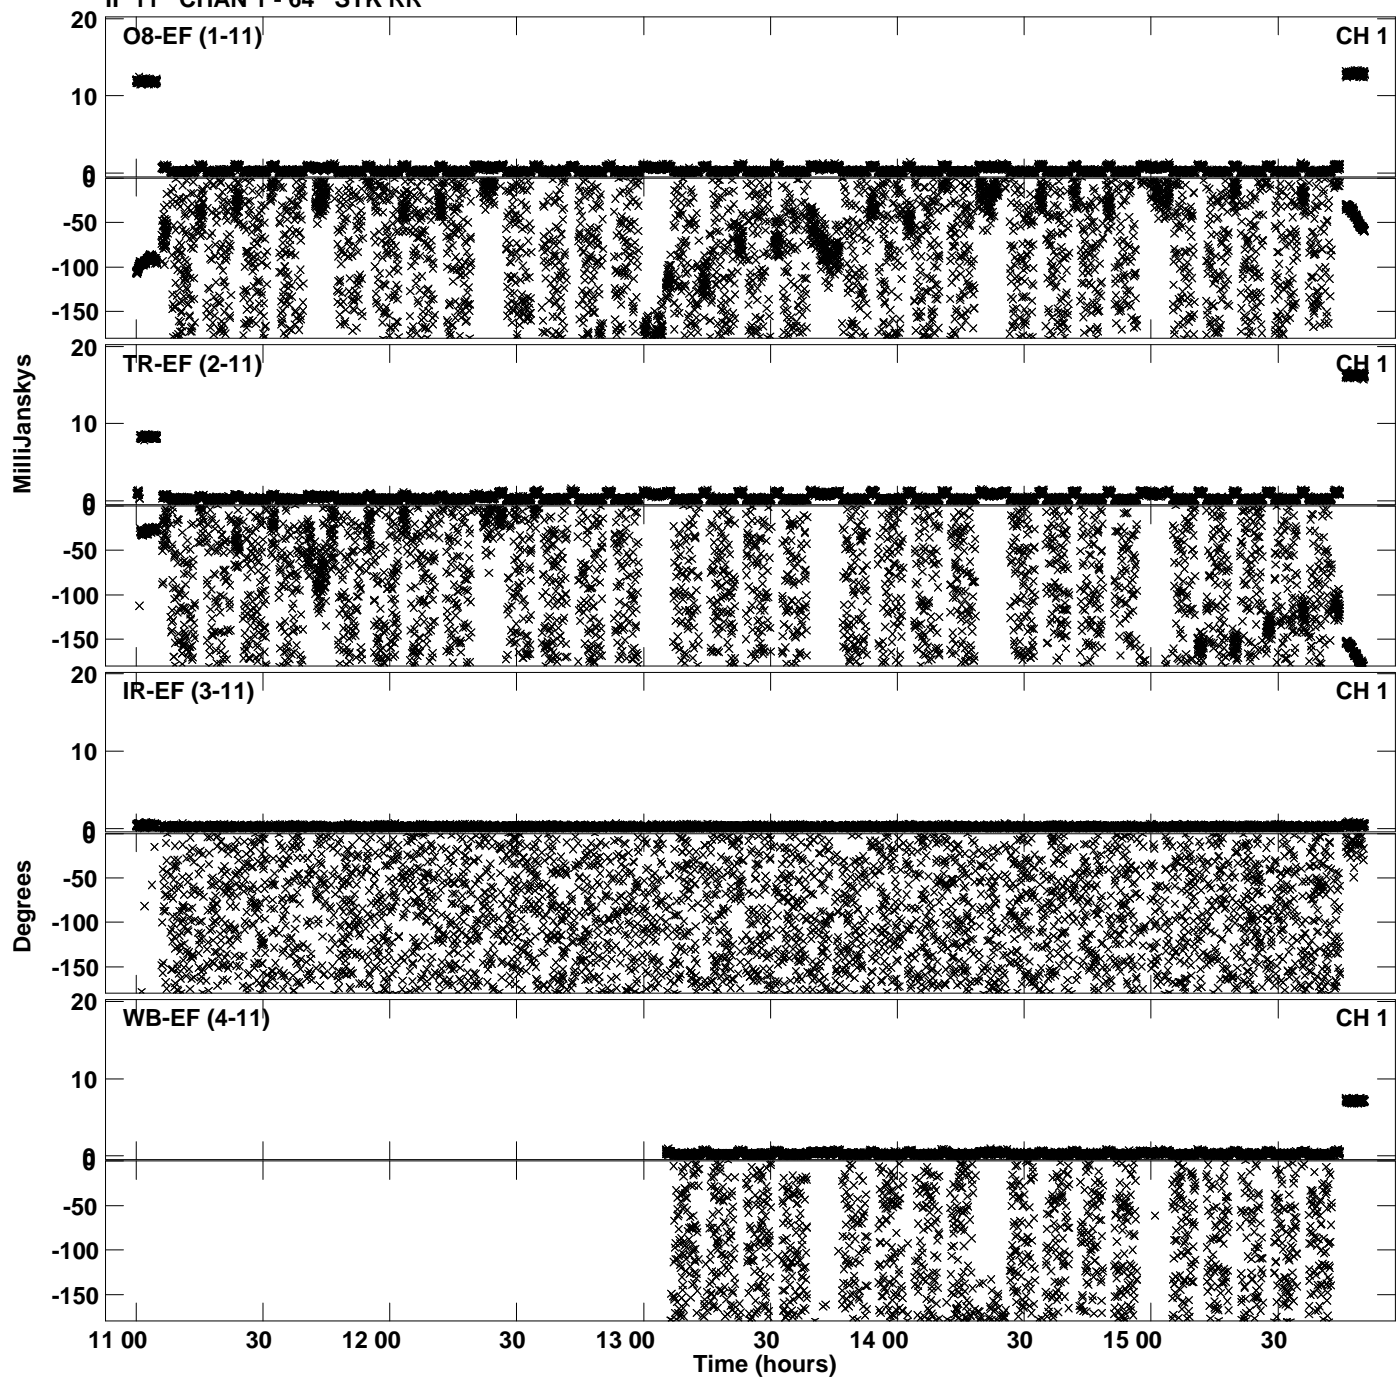 IF 11 CHAN 1 - 64 STK RR
20
O8-EF (1-11)
CH 1
10
0
0
-50
-100
-150
20
TR-EF (2-11)
CH 1
10
0
0
-50
-100
-150
MilliJanskys
20
IR-EF (3-11)
CH 1
10
0
0
-50
-100
-150
Degrees
20
WB-EF (4-11)
CH 1
10
0
0
-50
-100
-150
11 00 30 12 00 30 13 00 30 14 00 30 15 00 30
Time (hours)